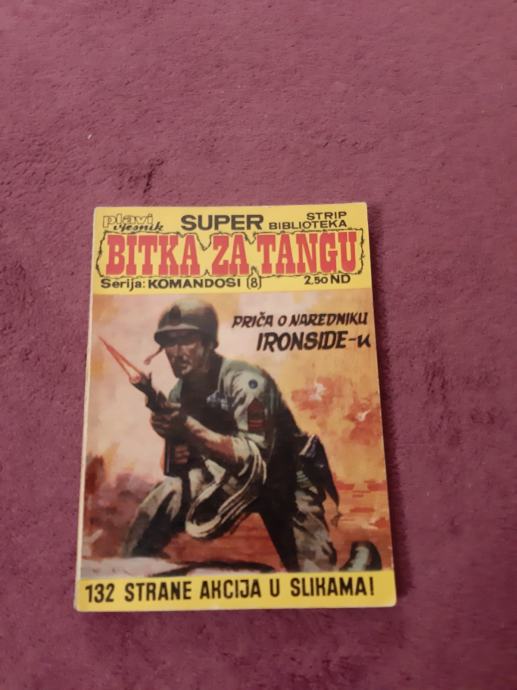 plavi vjesnik SUPER STRIP BIBLIOTEKA
BITKA ZA TANGU
Serija: KOMANDOSI (8) 2.50 ND
PRIČA O NAREDNIKU
IRONSIDE-u
132 STRANE AKCIJA U SLIKAMA!